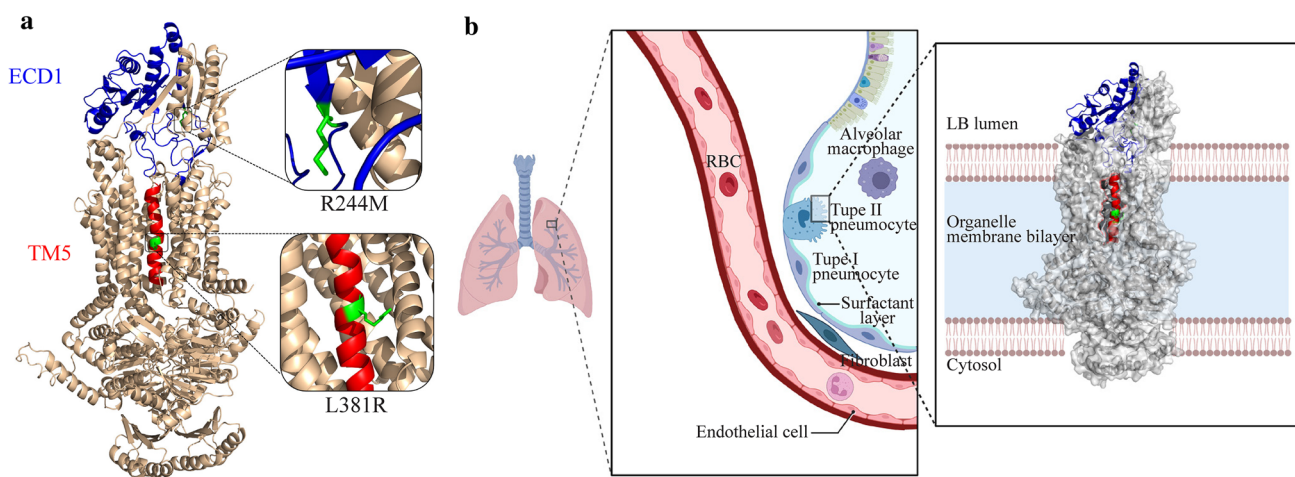 a
ECD1
TM5
R244M
L381R
b
RBC
Alveolar
macrophage
Tupe II
pneumocyte
Tupe I
pneumocyte
Surfactant
layer
Fibroblast
Endothelial cell
LB lumen
Organelle
membrane bilayer
Cytosol